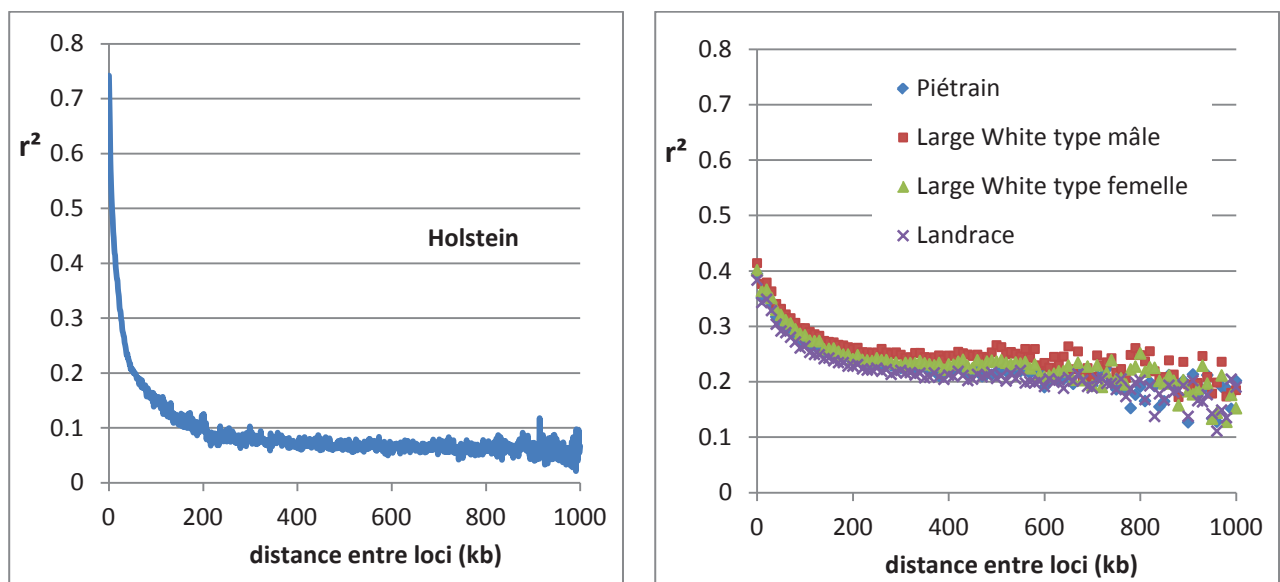 0.8
0.7
0.6
r²
0.5
0.4
0.3
0.2
0.1
0
Holstein
0 200 400 600 800 1000
distance entre loci (kb)
0.8
0.7
0.6
r²
0.5
0.4
0.3
0.2
0.1
0
Piétrain
Large White type mâle
Large White type femelle
Landrace
0 200 400 600 800 1000
distance entre loci (kb)